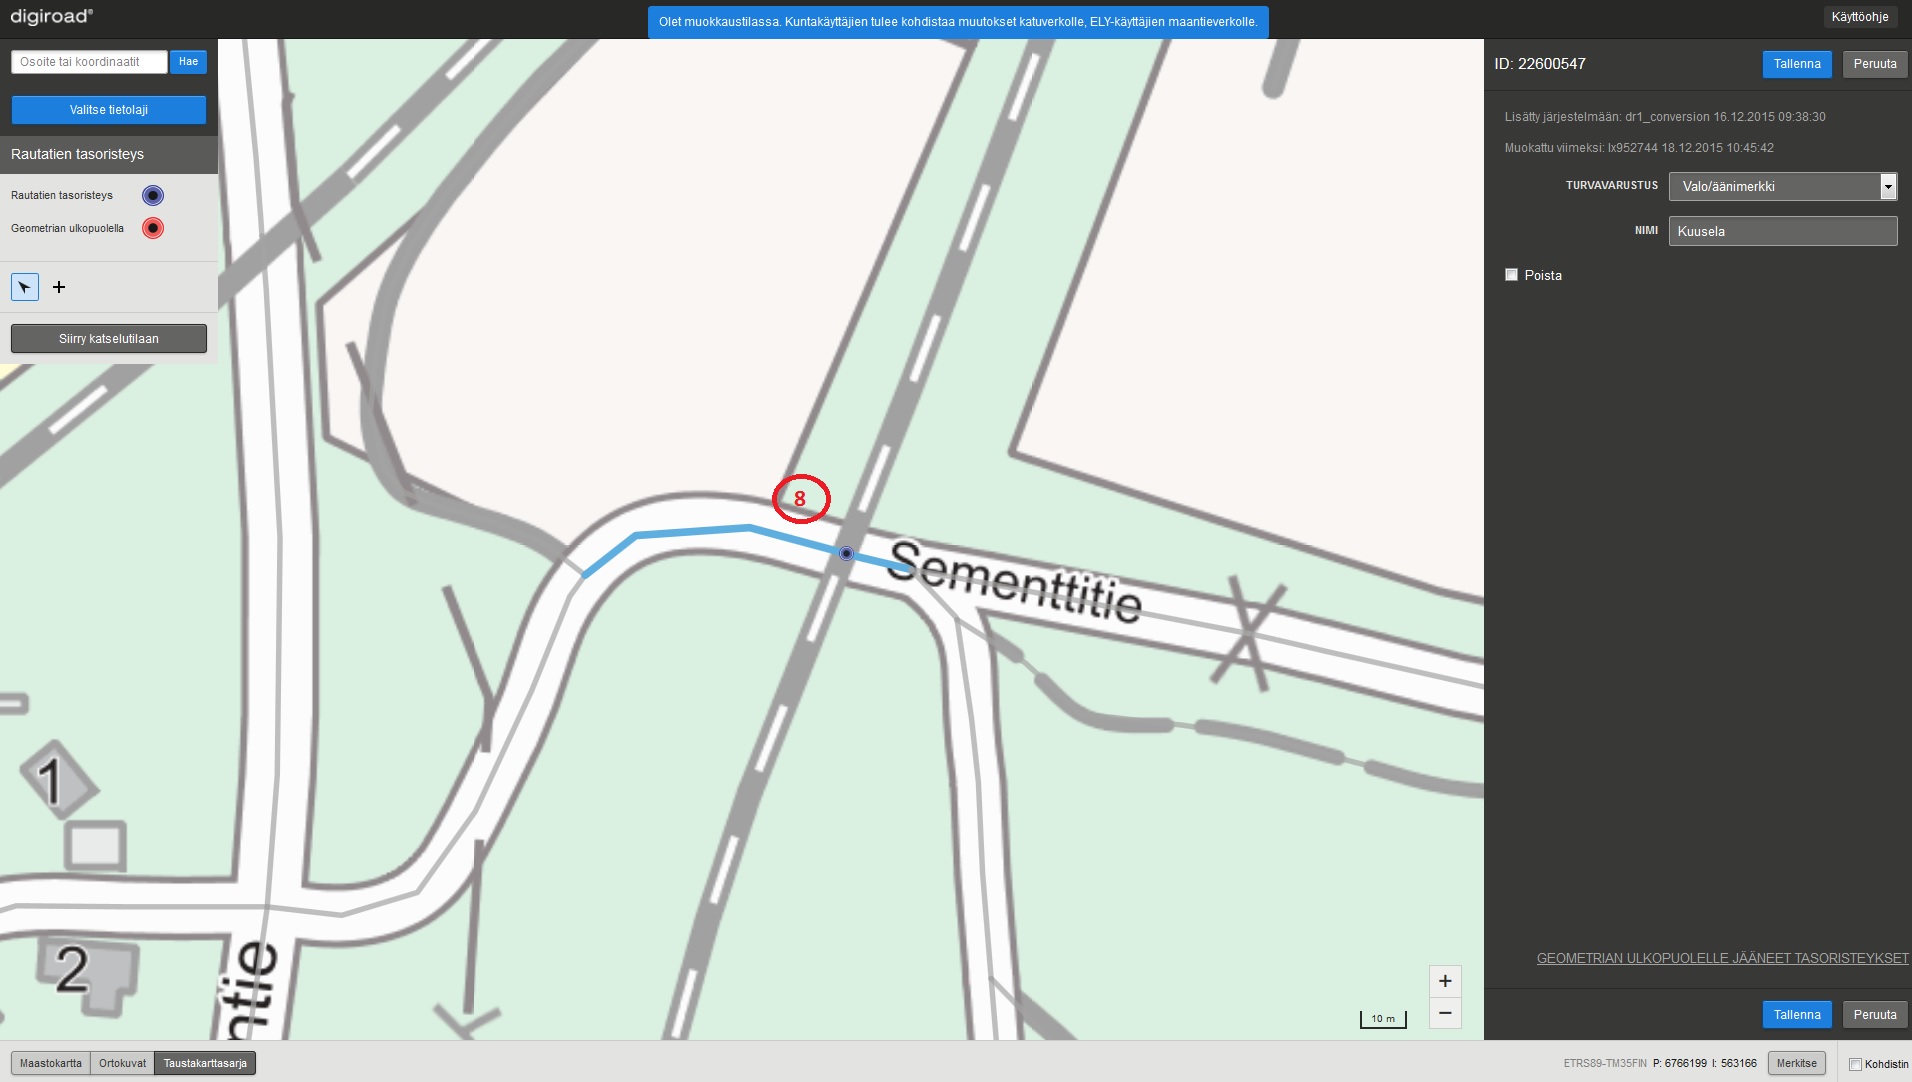 digiroad®
Olet muokkaustilassa. Kuntakäyttäjien tulee kohdistaa muutokset katuverkolle, ELY-käyttäjien maantieverkolle.
Käyttöohje
Osoite tai koordinaatit
Hae
Valitse tietolaji
Rautatien tasoristeys
Rautatien tasoristeys
Geometrian ulkopuolella
+
Siirry katselutilaan
ID: 22600547
Tallenna
Peruuta
Lisätty järjestelmään: dr1_conversion 16.12.2015 09:38:30
Muokattu viimeksi: lx952744 18.12.2015 10:45:42
TURVAVARUSTUS
Valo/äänimerkki
NIMI
Kuusela
Poista
8
Sementtitie
1
2
ntie
GEOMETRIAN ULKOPUOLELLE JÄÄNEET TASORISTEYKSET
+
−
10 m
Tallenna
Peruuta
Maastokartta
Ortokuvat
Taustakarttasarja
ETRS89-TM35FIN P: 6766199 I: 563166
Merkitse
Kohdistin